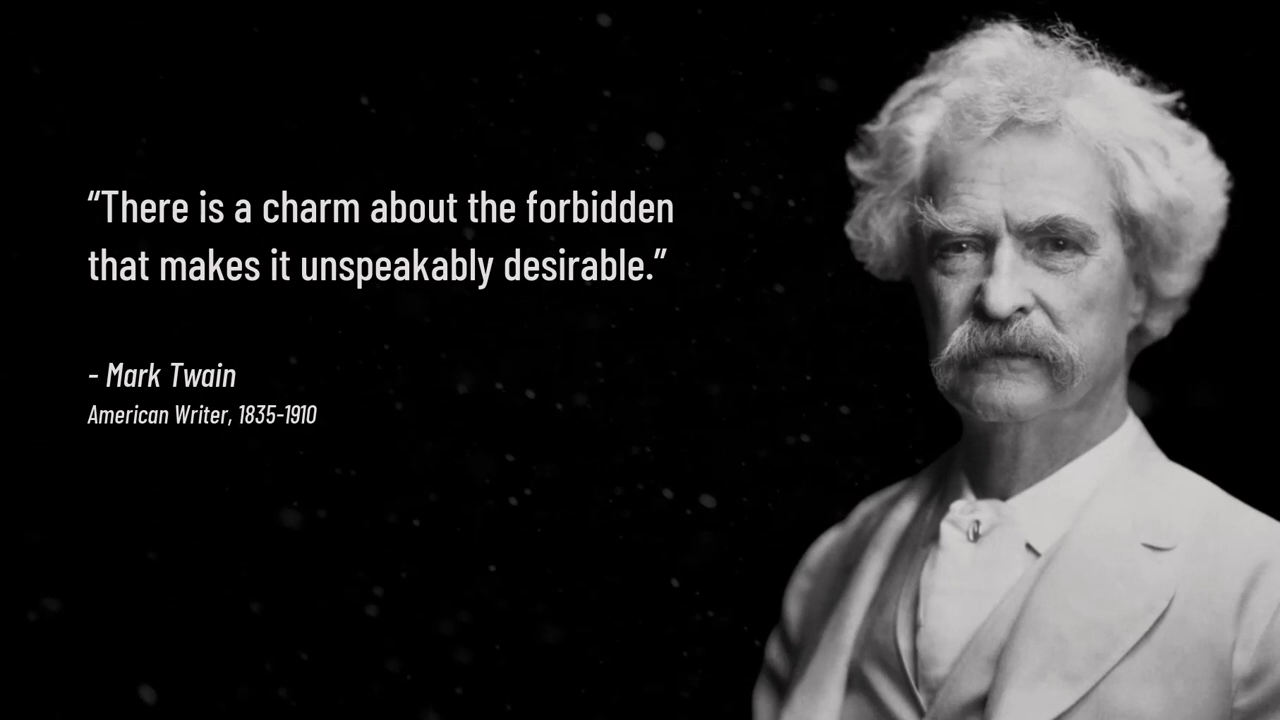 “There is a charm about the forbidden
that makes it unspeakably desirable.”
- Mark Twain
American Writer, 1835-1910